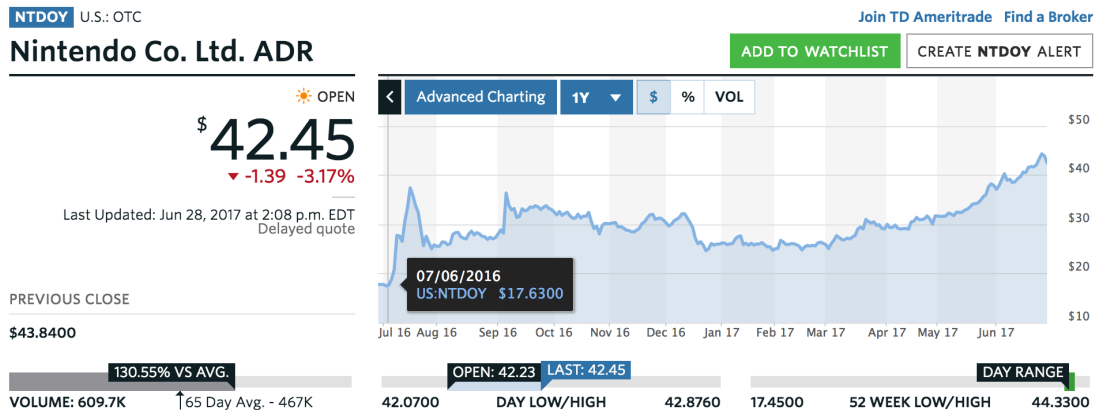 NTDOY U.S.: OTC
Join TD Ameritrade Find a Broker
Nintendo Co. Ltd. ADR
ADD TO WATCHLIST
CREATE NTDOY ALERT
OPEN
$42.45
-1.39 -3.17%
Last Updated: Jun 28, 2017 at 2:08 p.m. EDT
Delayed quote
PREVIOUS CLOSE
$43.8400
Advanced Charting 1Y $ % VOL
$50
$40
$30
$20
$10
07/06/2016
US:NTDOY $17.6300
Jul 16 Aug 16 Sep 16 Oct 16 Nov 16 Dec 16 Jan 17 Feb 17 Mar 17 Apr 17 May 17 Jun 17
130.55% VS AVG.
VOLUME: 609.7K 65 Day Avg. - 467K
OPEN: 42.23 LAST: 42.45
42.0700 DAY LOW/HIGH 42.8760
DAY RANGE
17.4500 52 WEEK LOW/HIGH 44.3300